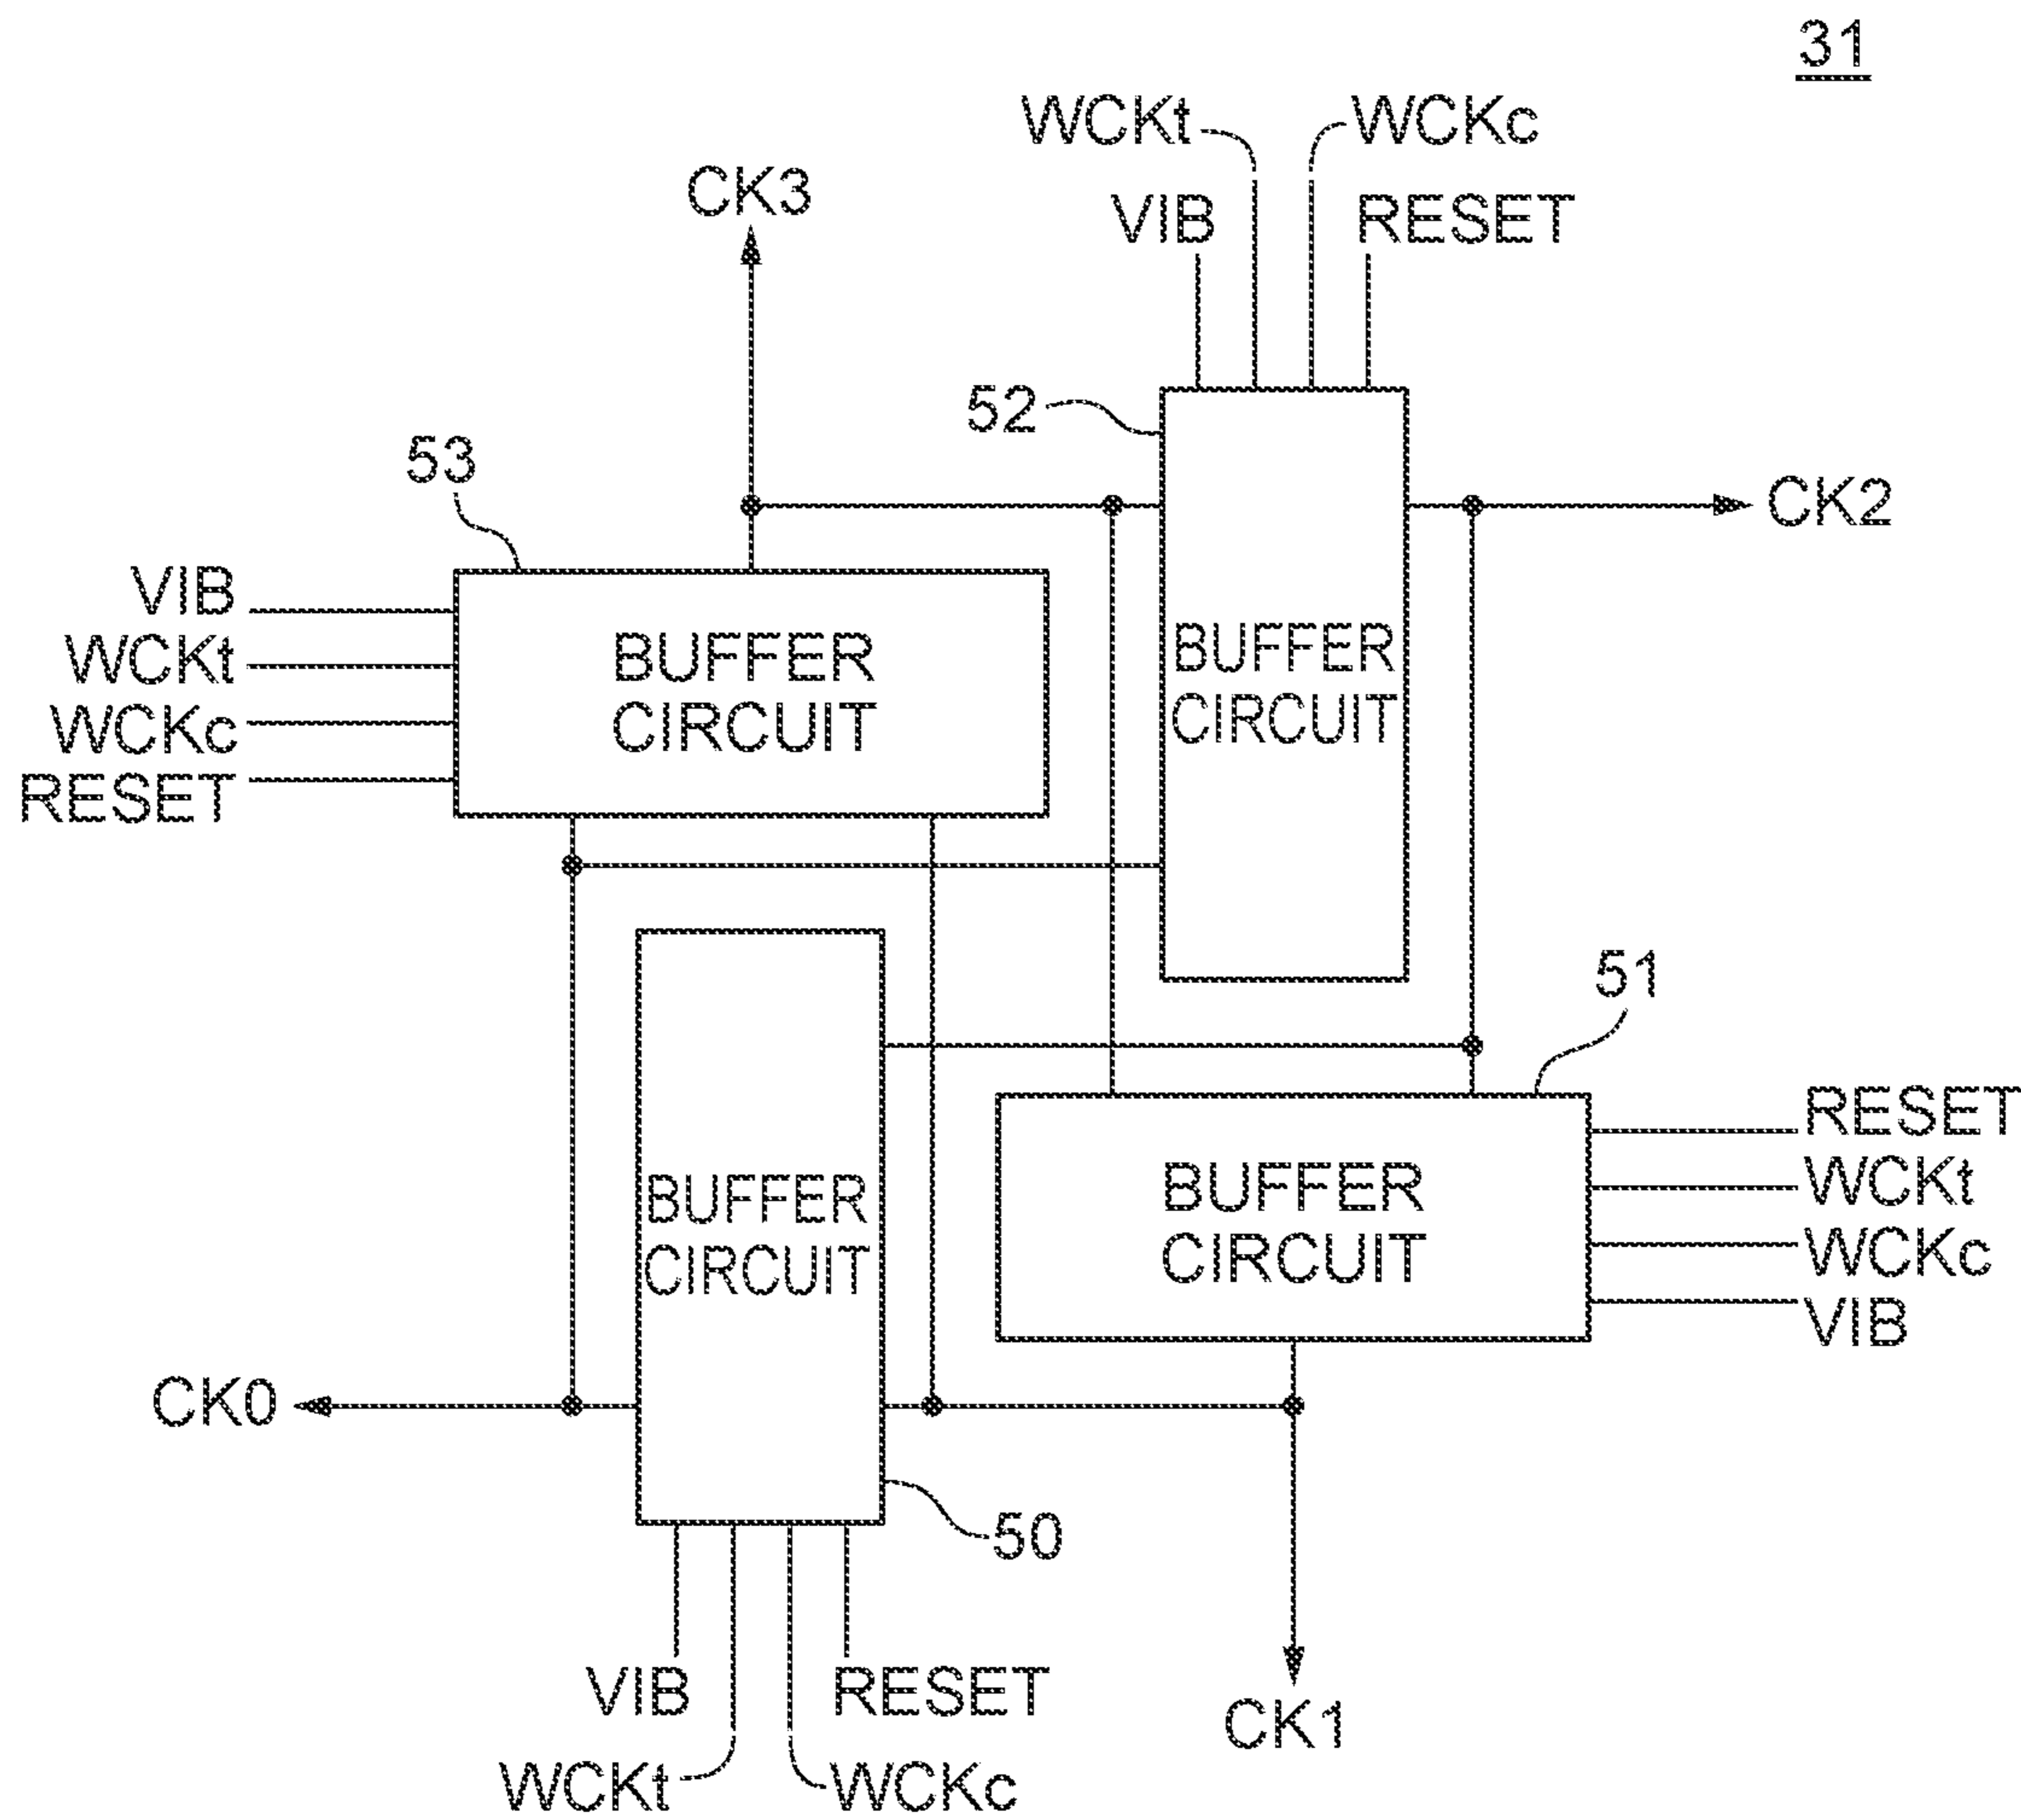 31
WCKt
WCKc
CK3
VIB
RESET
52
53
CK2
VIB
WCKt
WCKc
RESET
BUFFER
CIRCUIT
BUFFER
CIRCUIT
51
BUFFER
CIRCUIT
BUFFER
CIRCUIT
RESET
WCKt
WCKc
VIB
CK0
50
VIB
RESET
CK1
WCKt
WCKc